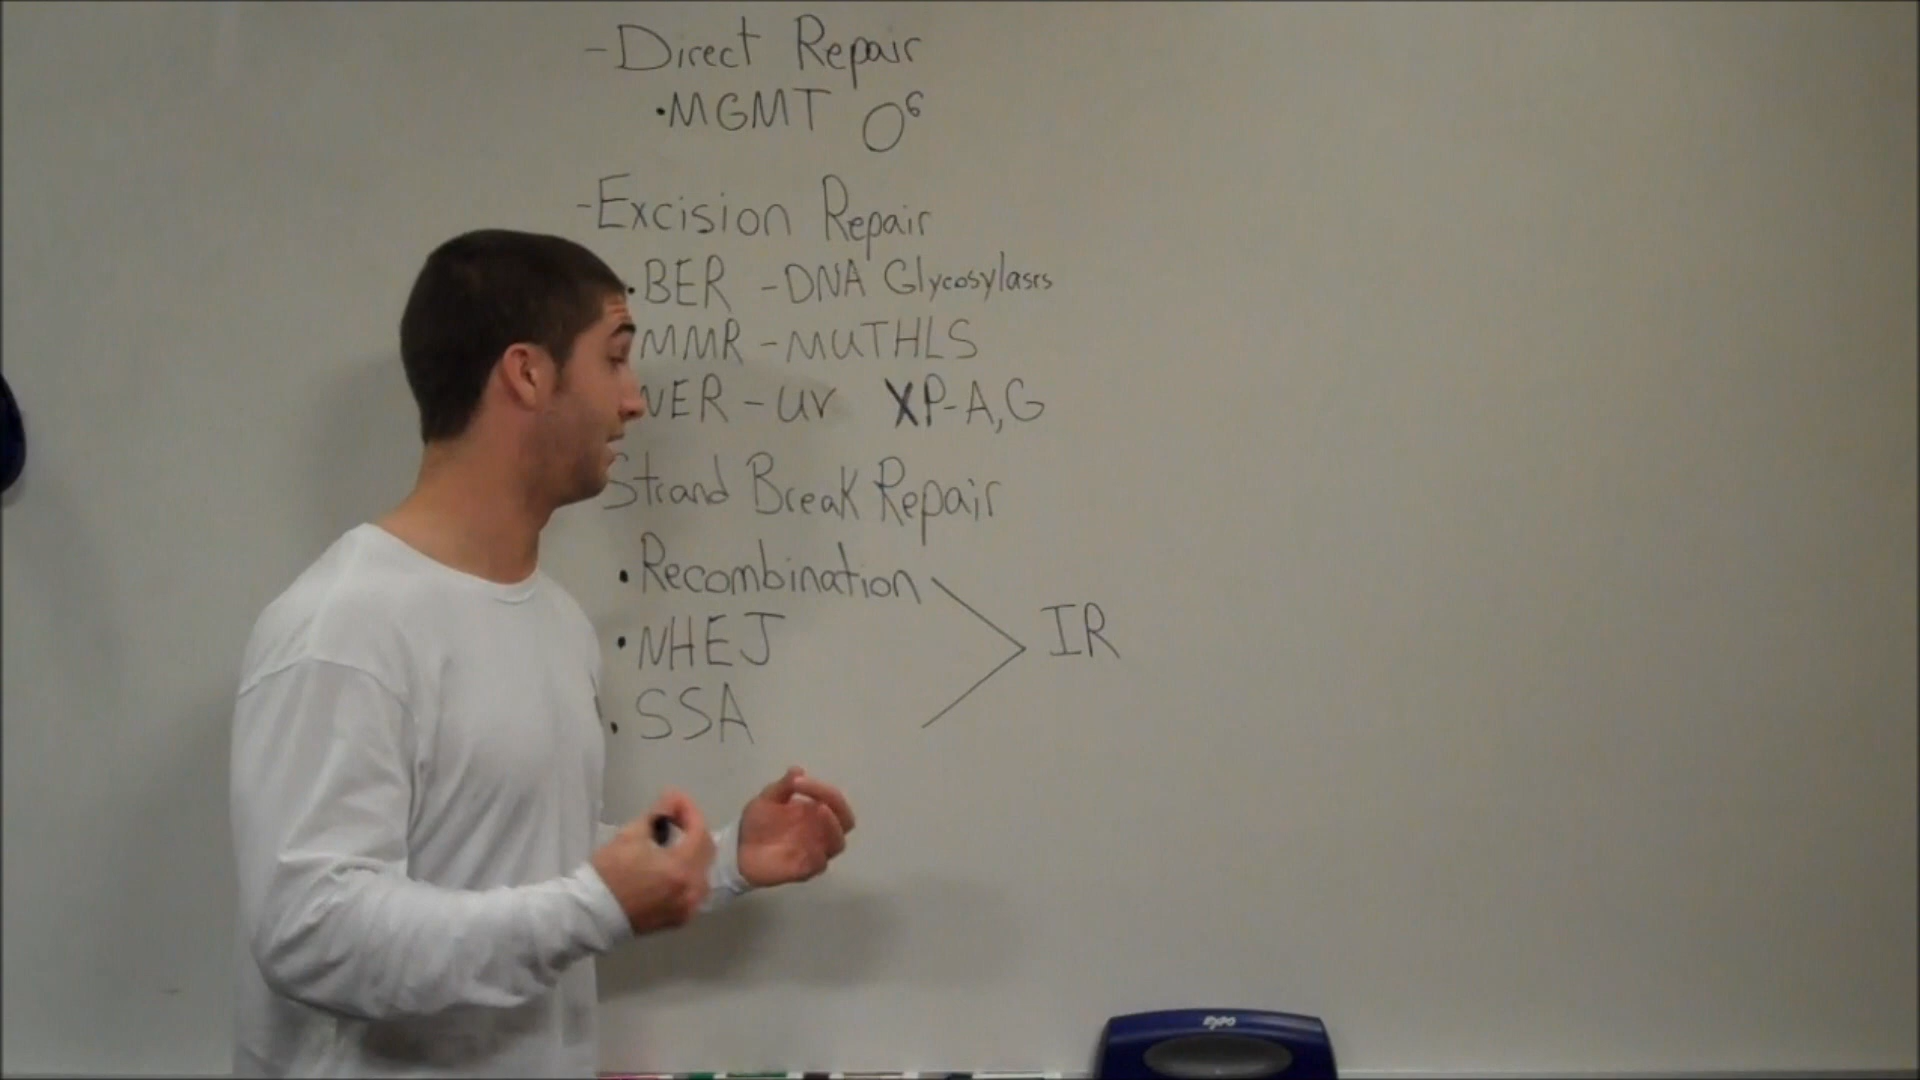 -Direct Repair
·MGMT O⁶
-Excision Repair
·BER -DNA Glycosylases
MMR -MUTHLS
NER -UV XP-A,G
Strand Break Repair
·Recombination
·NHEJ
·SSA
IR
EXPO